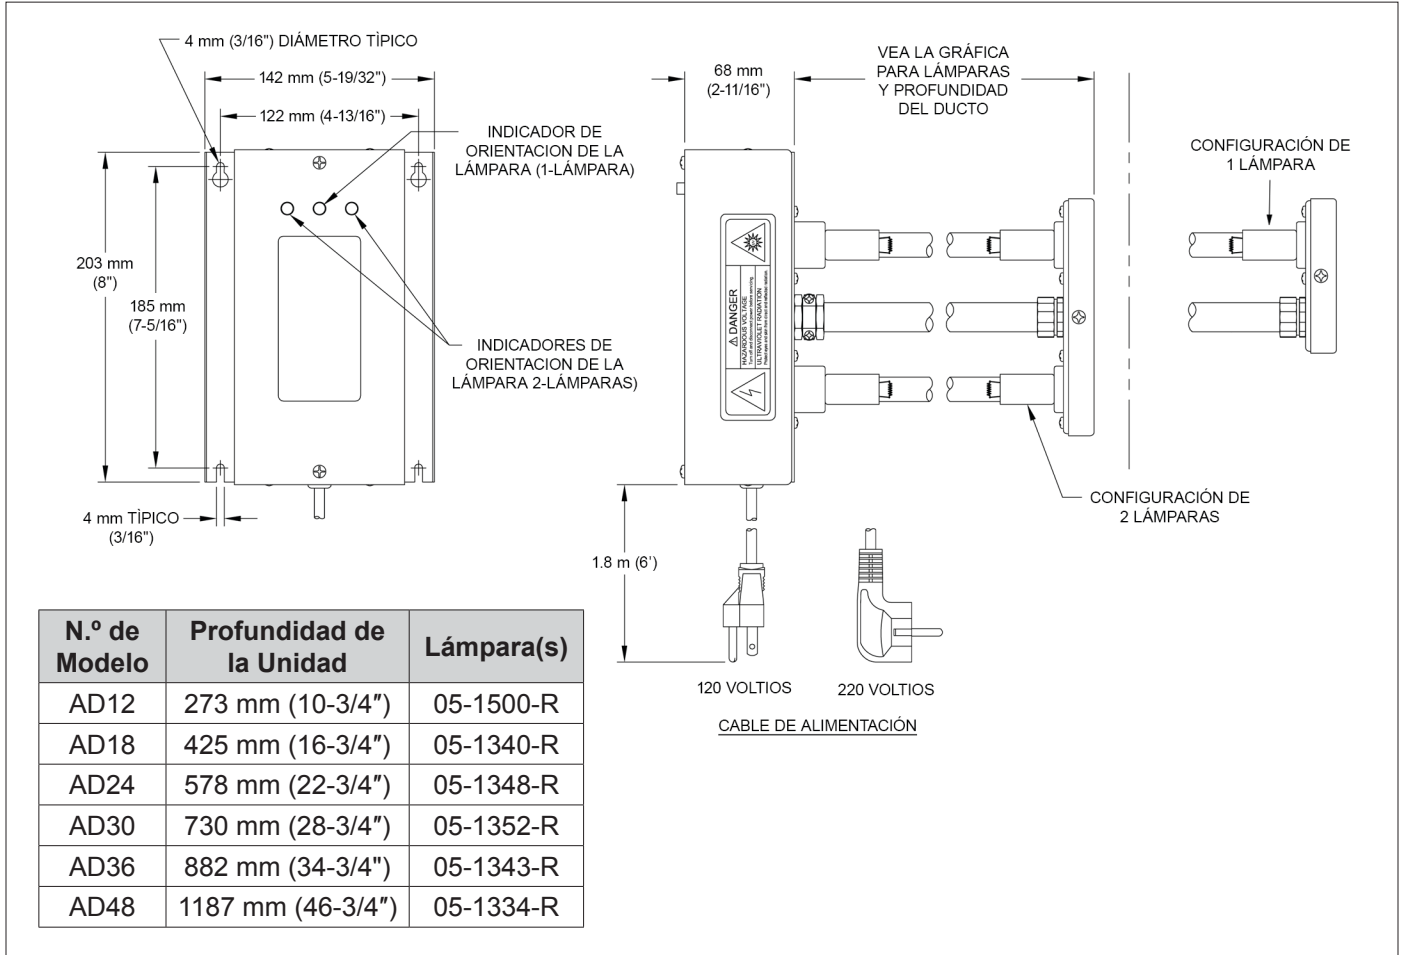 4 mm (3/16") DIÁMETRO TÌPICO
142 mm (5-19/32")
122 mm (4-13/16")
INDICADOR DE
ORIENTACION DE LA
LÁMPARA (1-LÁMPARA)
203 mm
(8")
185 mm
(7-5/16")
INDICADORES DE
ORIENTACION DE LA
LÁMPARA 2-LÁMPARAS)
4 mm TÌPICO
(3/16")
68 mm
(2-11/16")
VEA LA GRÁFICA
PARA LÁMPARAS
Y PROFUNDIDAD
DEL DUCTO
CONFIGURACIÓN DE
1 LÁMPARA
DANGER
HAZARDOUS VOLTAGE
Turn off and disconnect power before servicing
ULTRAVIOLET RADIATION
CONFIGURACIÓN DE
2 LÁMPARAS
1.8 m (6')
120 VOLTIOS
220 VOLTIOS
CABLE DE ALIMENTACIÓN
N.º de
Modelo
Profundidad de
la Unidad
Lámpara(s)
AD12 273 mm (10-3/4″) 05-1500-R
AD18 425 mm (16-3/4″) 05-1340-R
AD24 578 mm (22-3/4″) 05-1348-R
AD30 730 mm (28-3/4″) 05-1352-R
AD36 882 mm (34-3/4″) 05-1343-R
AD48 1187 mm (46-3/4″) 05-1334-R